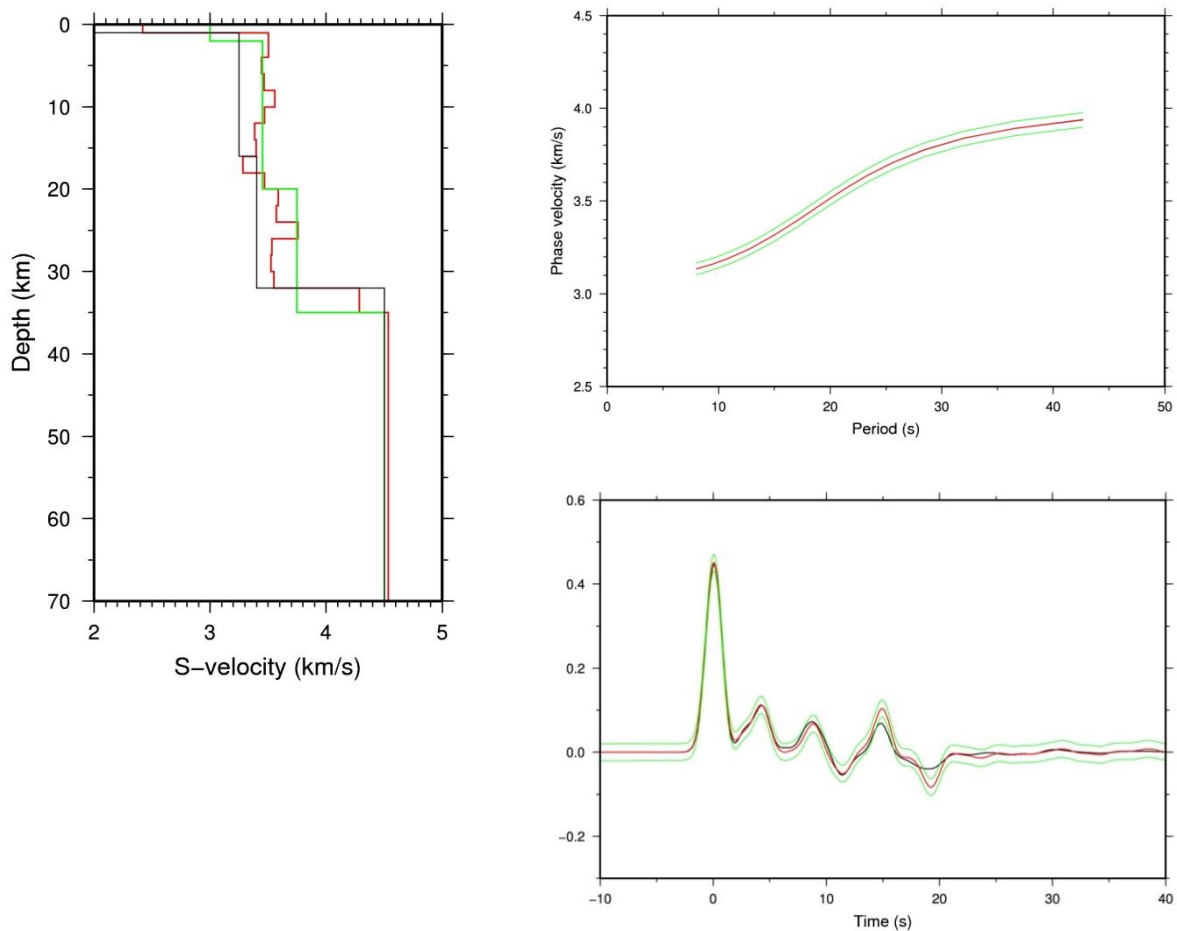 0
10
20
30
40
50
60
70
Depth (km)
2 3 4 5
S−velocity (km/s)
4.5
4.0
3.5
3.0
2.5
Phase velocity (km/s)
0 10 20 30 40 50
Period (s)
0.6
0.4
0.2
0.0
−0.2
−10 0 10 20 30 40
Time (s)